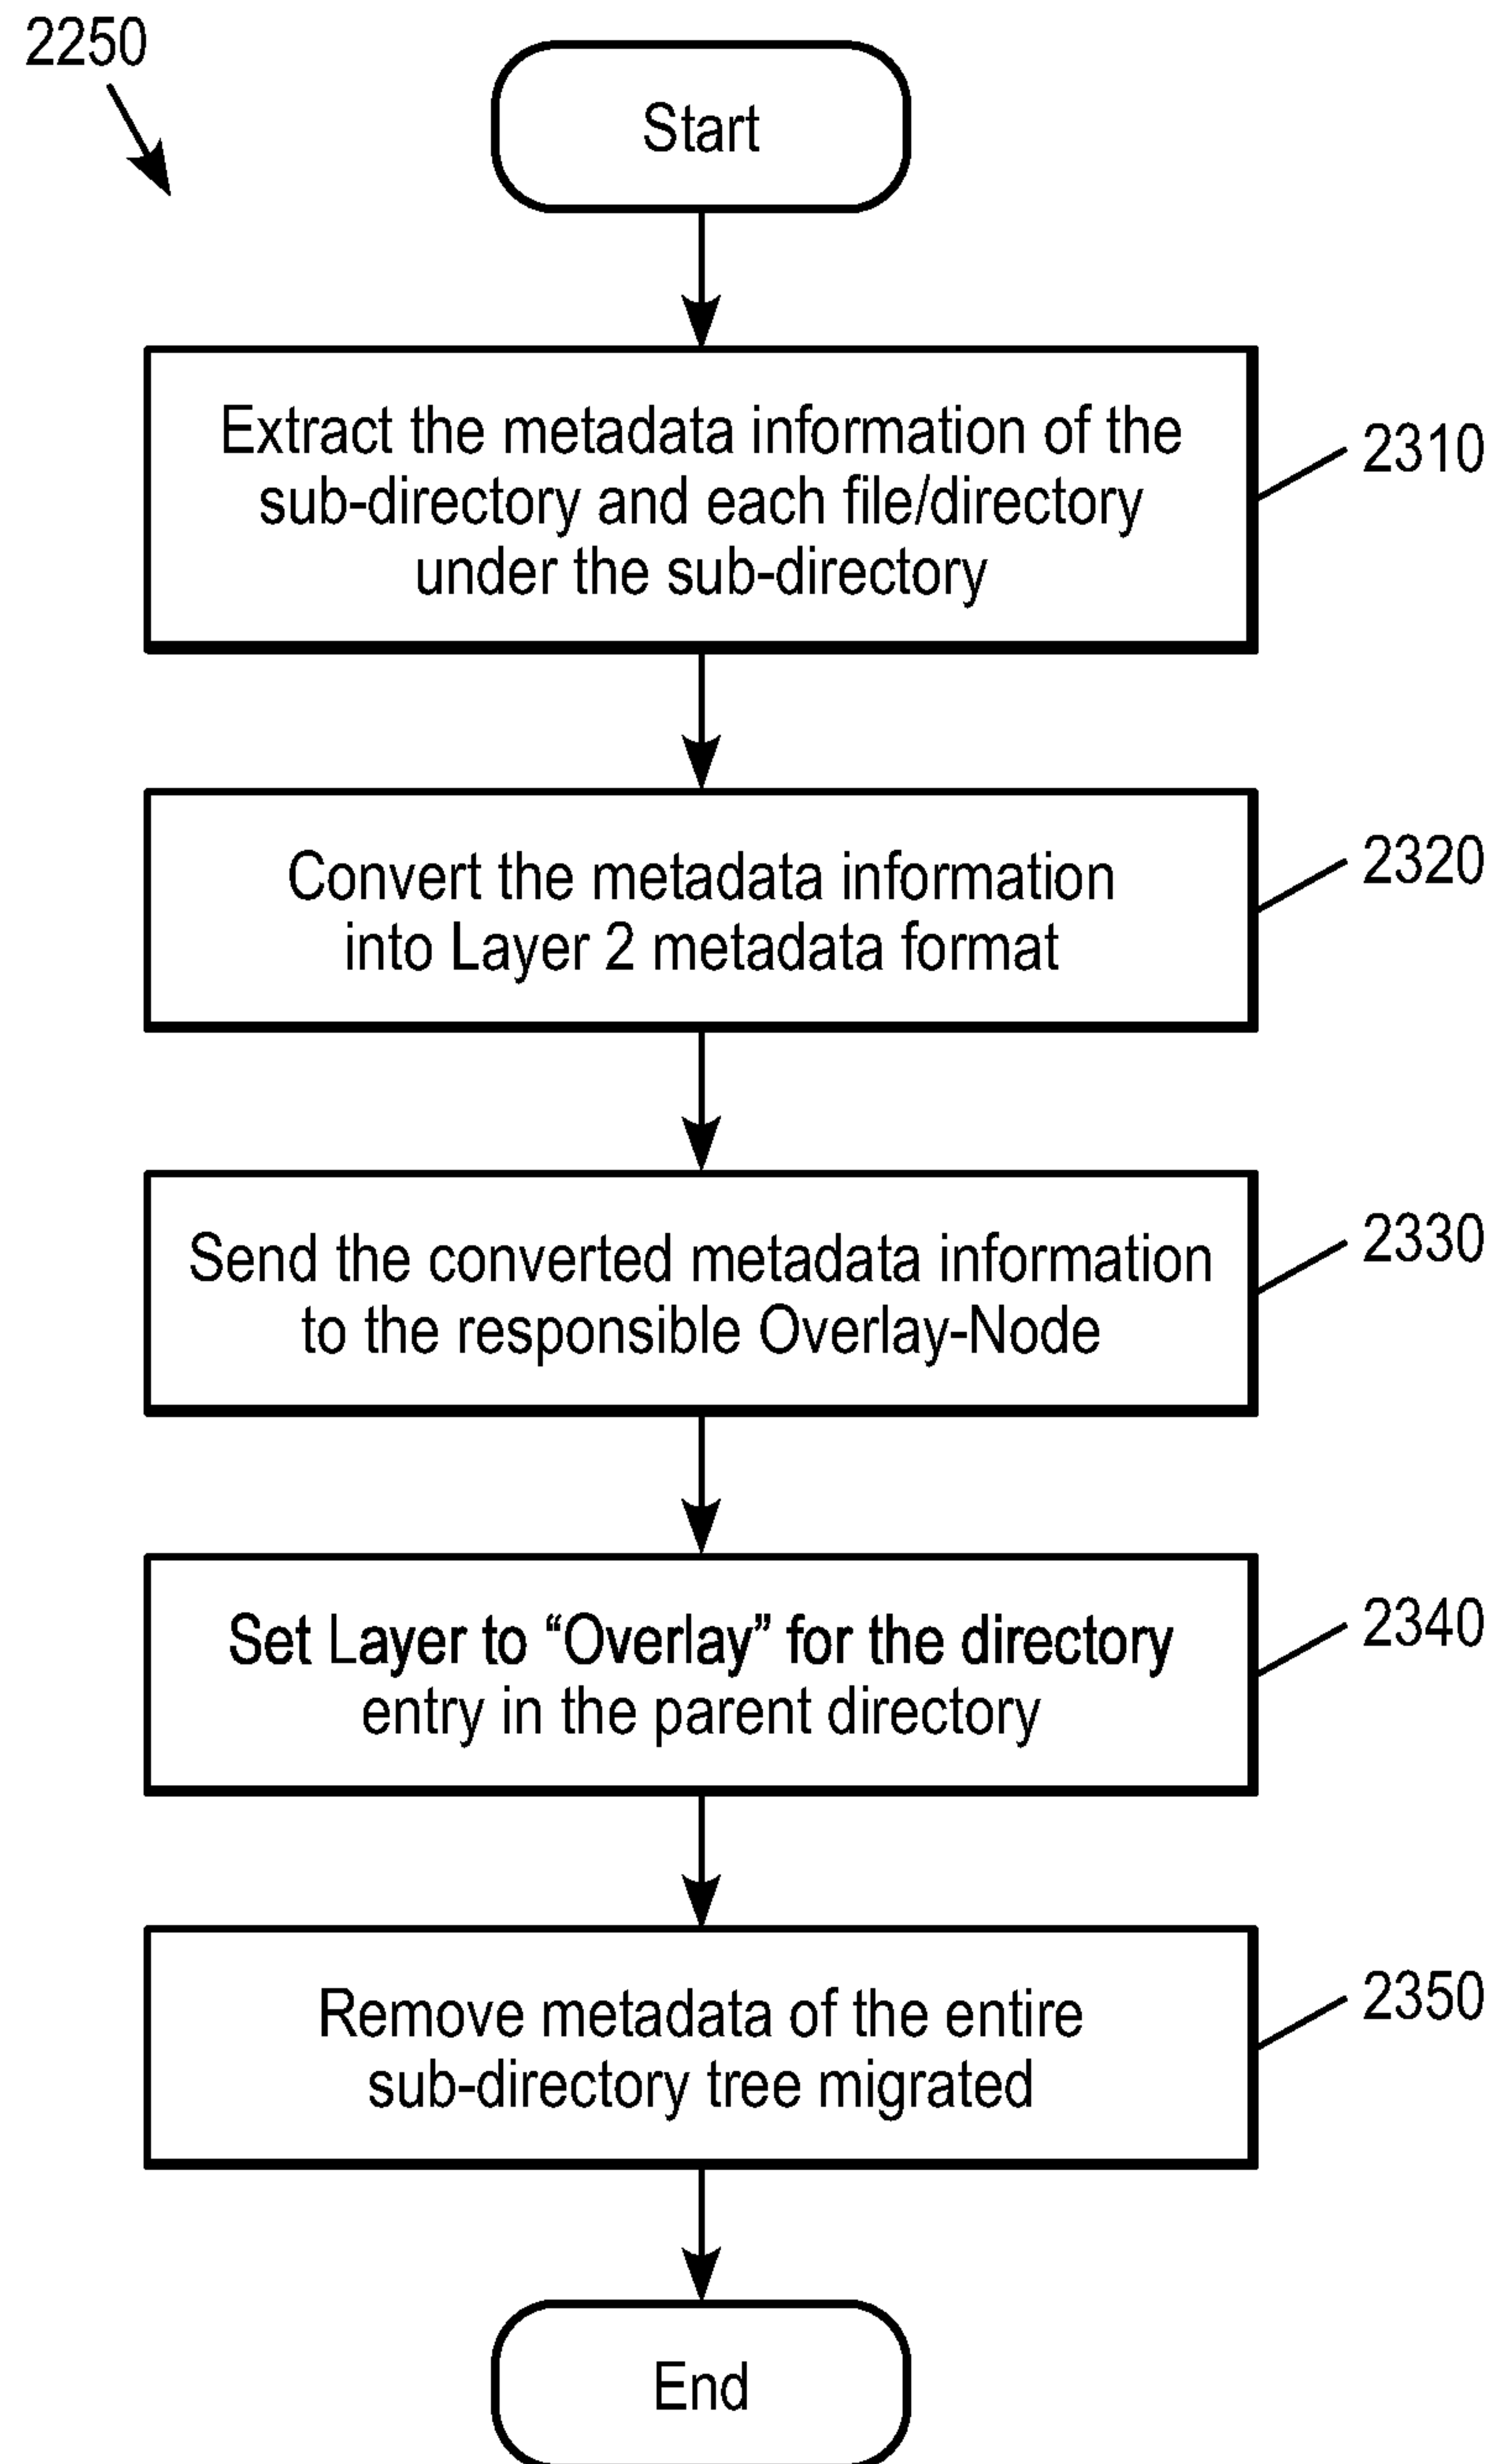 2250
Start
Extract the metadata information of the
sub-directory and each file/directory
under the sub-directory
2310
Convert the metadata information
into Layer 2 metadata format
2320
Send the converted metadata information
to the responsible Overlay-Node
2330
Set Layer to “Overlay” for the directory
entry in the parent directory
2340
Remove metadata of the entire
sub-directory tree migrated
2350
End